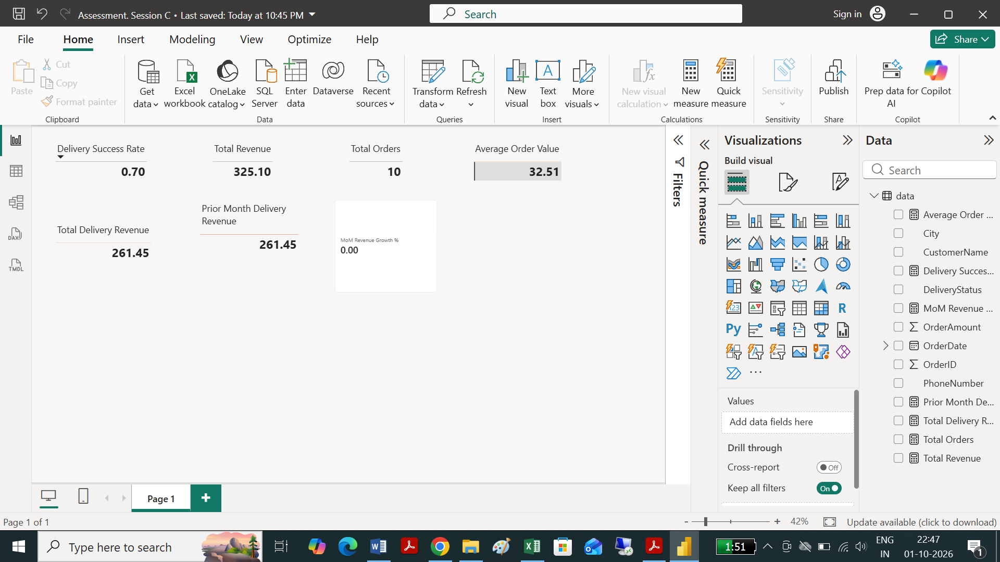 Assessment. Session C • Last saved: Today at 10:45 PM
Search
Sign in
File
Home
Insert
Modeling
View
Optimize
Help
Share
Paste
Cut
Copy
Format painter
Clipboard
Get data
Excel workbook
OneLake catalog
SQL Server
Enter data
Dataverse
Recent sources
Data
Transform data
Refresh
Queries
New visual
Text box
More visuals
Insert
New visual calculation
New measure
Quick measure
Calculations
Sensitivity
Sensitivity
Publish
Share
Prep data for AI
Copilot
Copilot
DAX
TMDL
Delivery Success Rate
0.70
Total Revenue
325.10
Total Orders
10
Average Order Value
32.51
Total Delivery Revenue
261.45
Prior Month Delivery
Revenue
261.45
MoM Revenue Growth %
0.00
Filters
Quick measure
Visualizations
Build visual
123
R
Py
Values
Add data fields here
Drill through
Cross-report
Off
Keep all filters
On
Data
Search
data
Average Order ...
City
CustomerName
Delivery Succes...
DeliveryStatus
MoM Revenue ...
OrderAmount
OrderDate
OrderID
PhoneNumber
Prior Month De...
Total Delivery R...
Total Orders
Total Revenue
Page 1
Page 1 of 1
- + 42%
Update available (click to download)
Type here to search
1:51
ENG
IN
22:47
01-10-2026
1